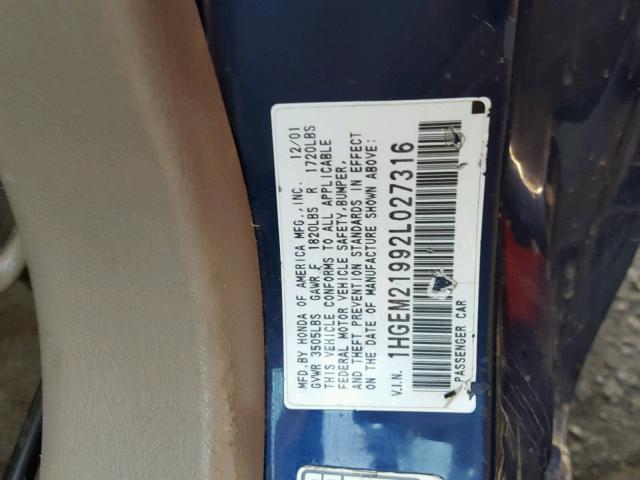 MFD.BY HONDA OF AMERICA MFG.,INC. 12/01
GVWR 3505LBS GAWR F 1820LBS R 1720LBS
THIS VEHICLE CONFORMS TO ALL APPLICABLE
FEDERAL MOTOR VEHICLE SAFETY,BUMPER,
AND THEFT PREVENTION STANDARDS IN EFFECT
ON THE DATE OF MANUFACTURE SHOWN ABOVE.
V.I.N. 1HGEM21992L027316
PASSENGER CAR